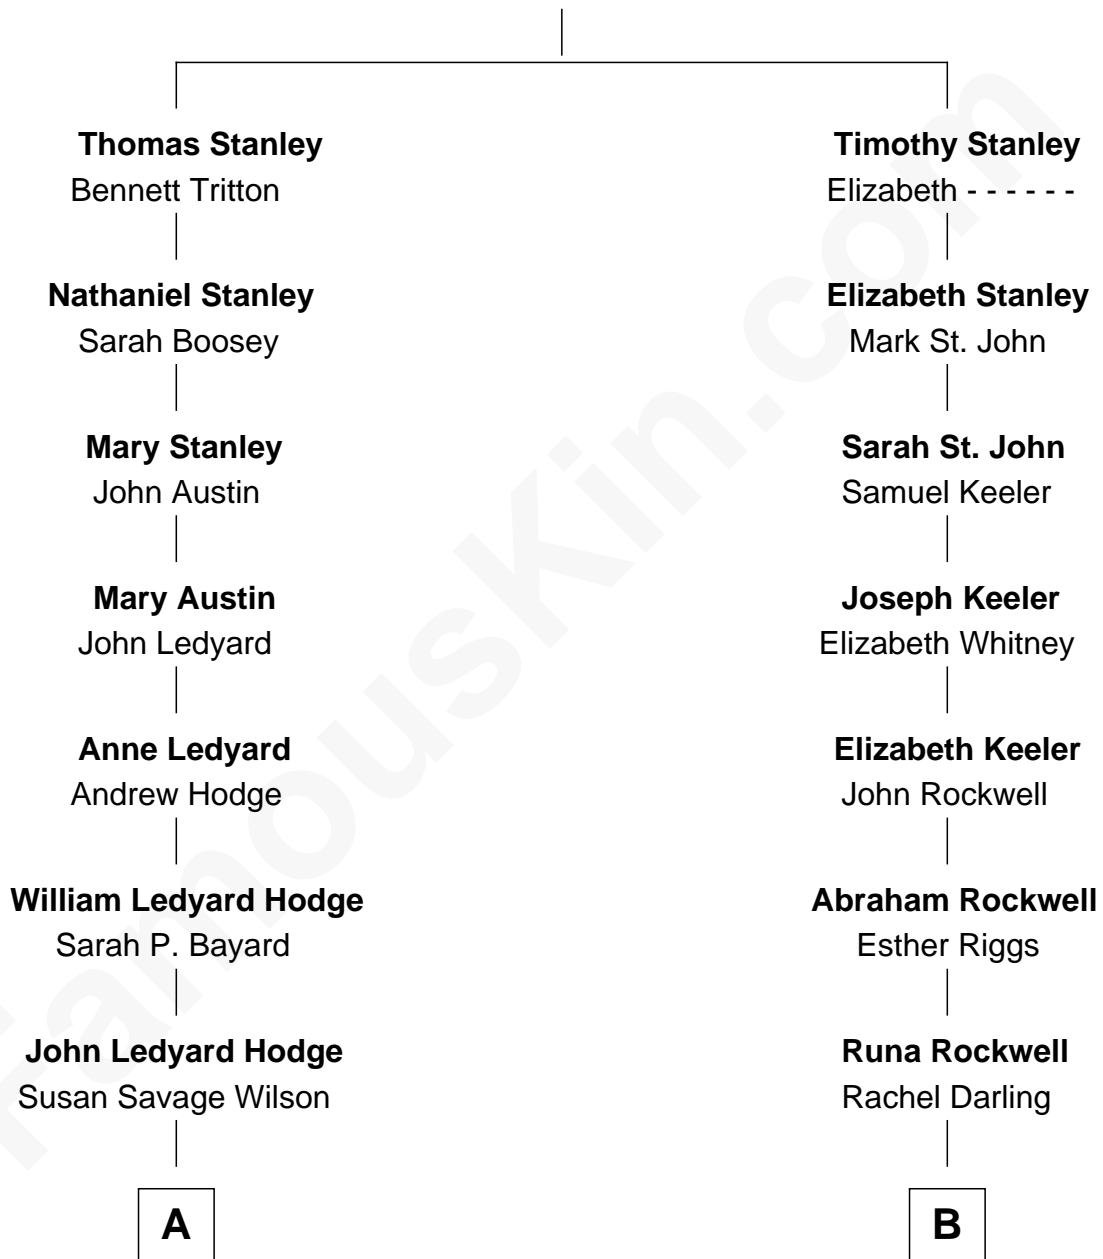 Thomas Stanley
Bennett Tritton
Nathaniel Stanley
Sarah Boosey
Mary Stanley
John Austin
Mary Austin
John Ledyard
Anne Ledyard
Andrew Hodge
William Ledyard Hodge
Sarah P. Bayard
John Ledyard Hodge
Susan Savage Wilson
A
Timothy Stanley
Elizabeth - - - - - -
Elizabeth Stanley
Mark St. John
Sarah St. John
Samuel Keeler
Joseph Keeler
Elizabeth Whitney
Elizabeth Keeler
John Rockwell
Abraham Rockwell
Esther Riggs
Runa Rockwell
Rachel Darling
B
FamousKin.com